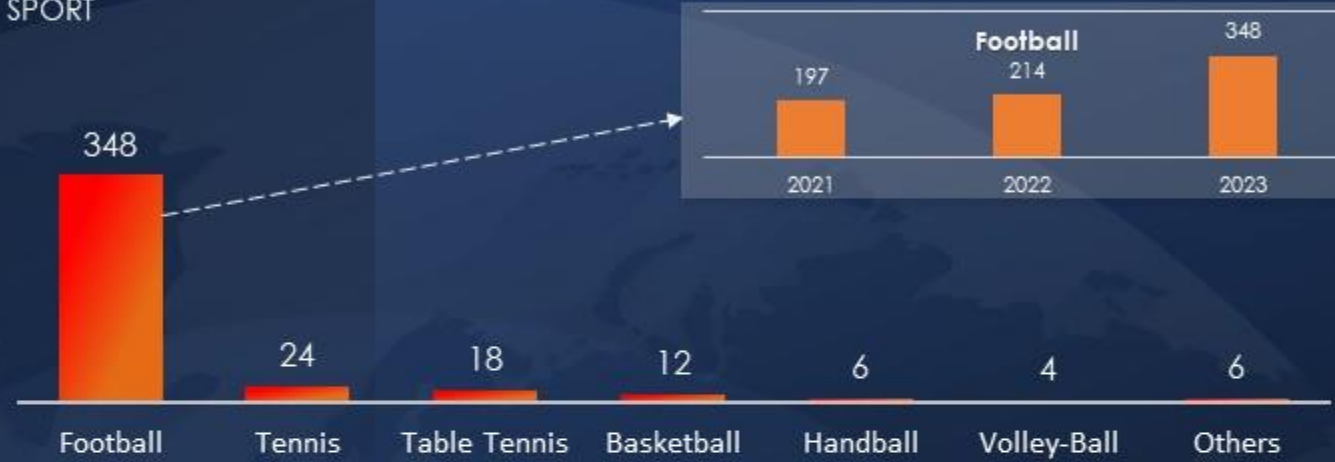 SPORT
Football
197
214
348
2021
2022
2023
348
24
18
12
6
4
6
Football
Tennis
Table Tennis
Basketball
Handball
Volley-Ball
Others